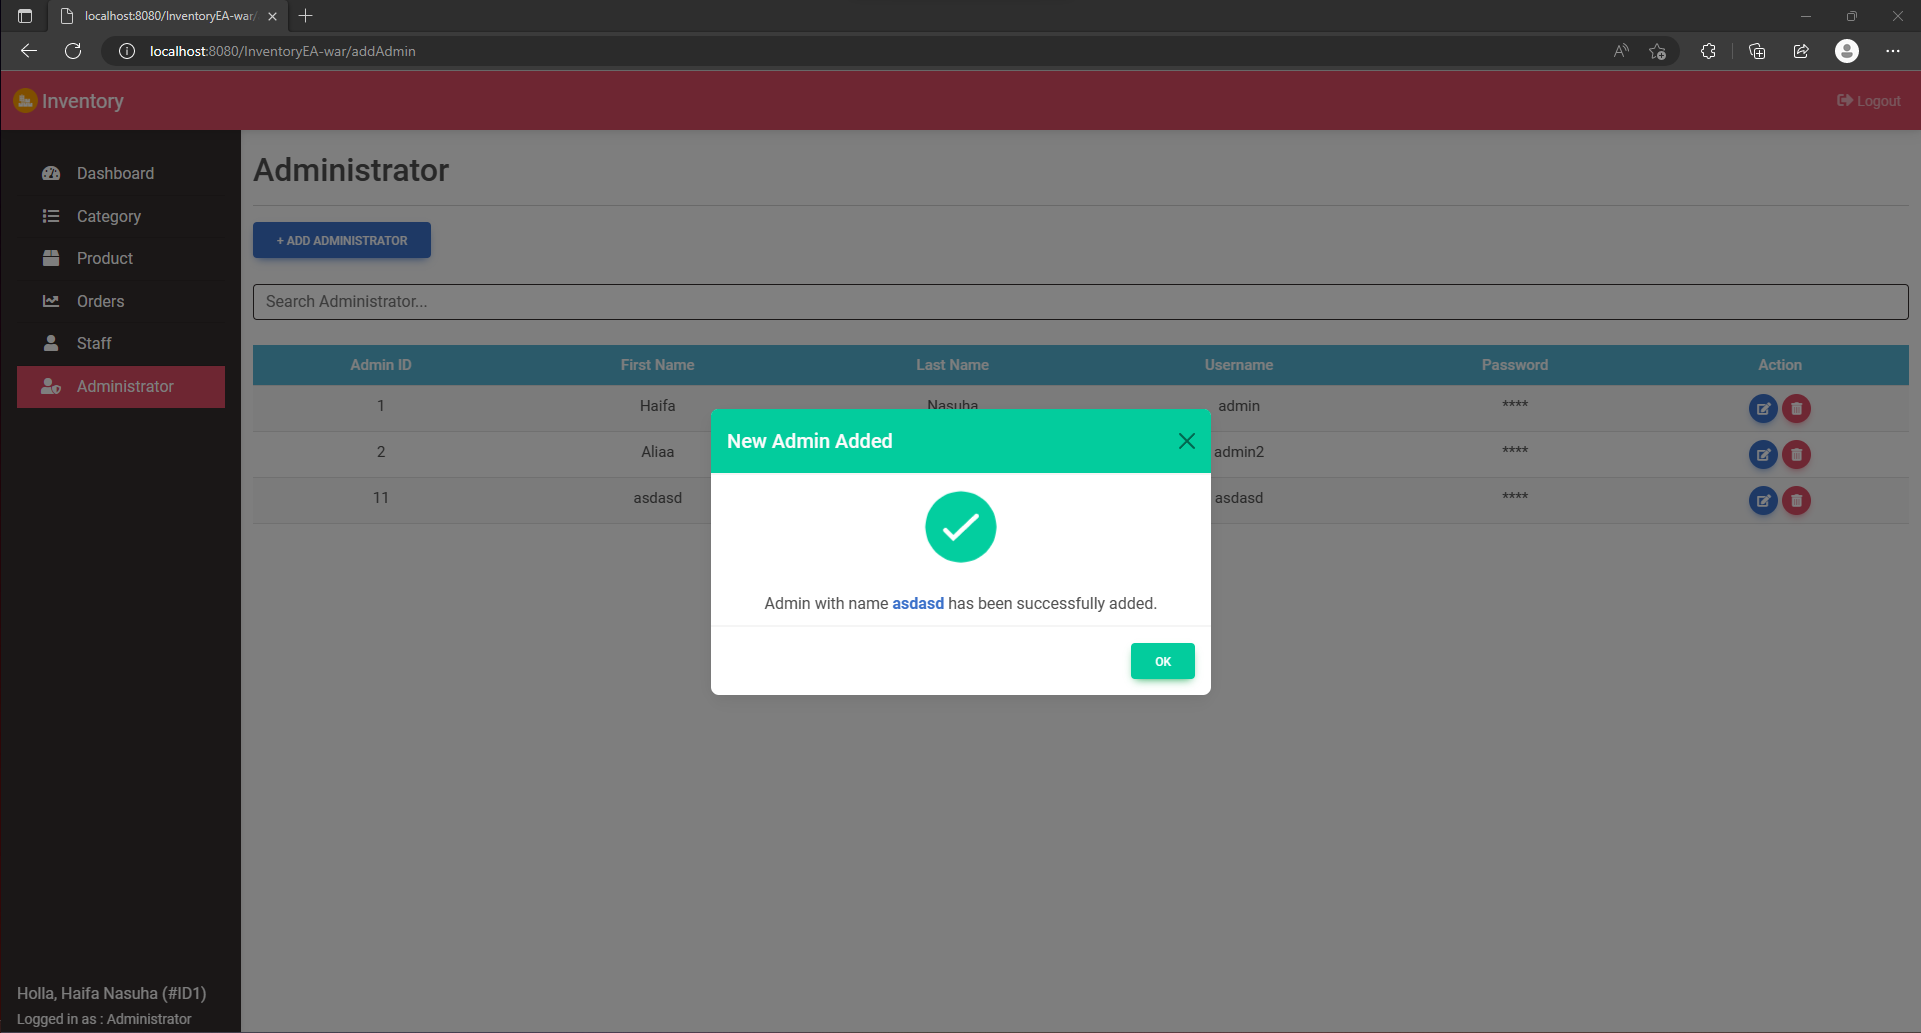 localhost:8080/InventoryEA-war/
localhost:8080/InventoryEA-war/addAdmin
Inventory
Logout
Dashboard
Category
Product
Orders
Staff
Administrator
Holla, Haifa Nasuha (#ID1)
Logged in as : Administrator
Administrator
+ ADD ADMINISTRATOR
Search Administrator...
Admin ID First Name Last Name Username Password Action
1 Haifa Nasuha admin ****
2 Aliaa admin2 ****
11 asdasd asdasd ****
New Admin Added
Admin with name asdasd has been successfully added.
OK